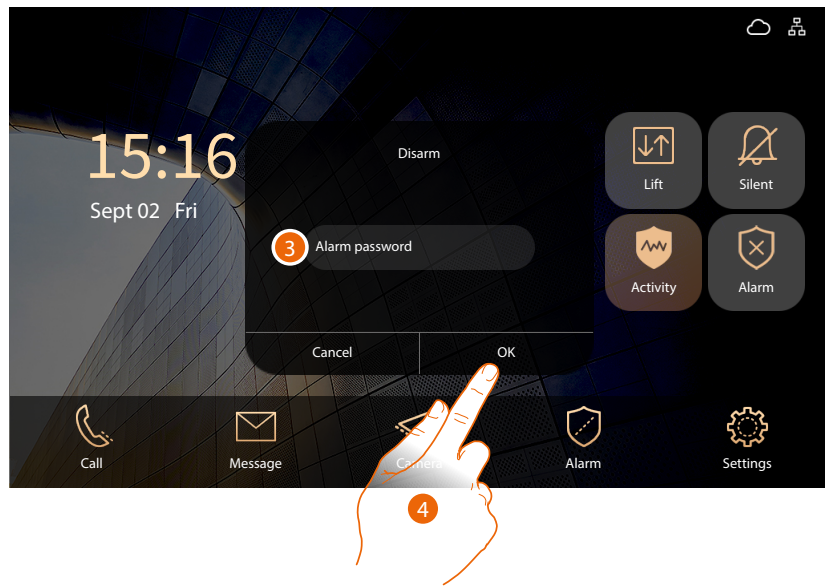 15:16
Sept 02 Fri
Disarm
3
Alarm password
Cancel
OK
Lift
Silent
Activity
Alarm
Call
Message
Camera
Alarm
Settings
4